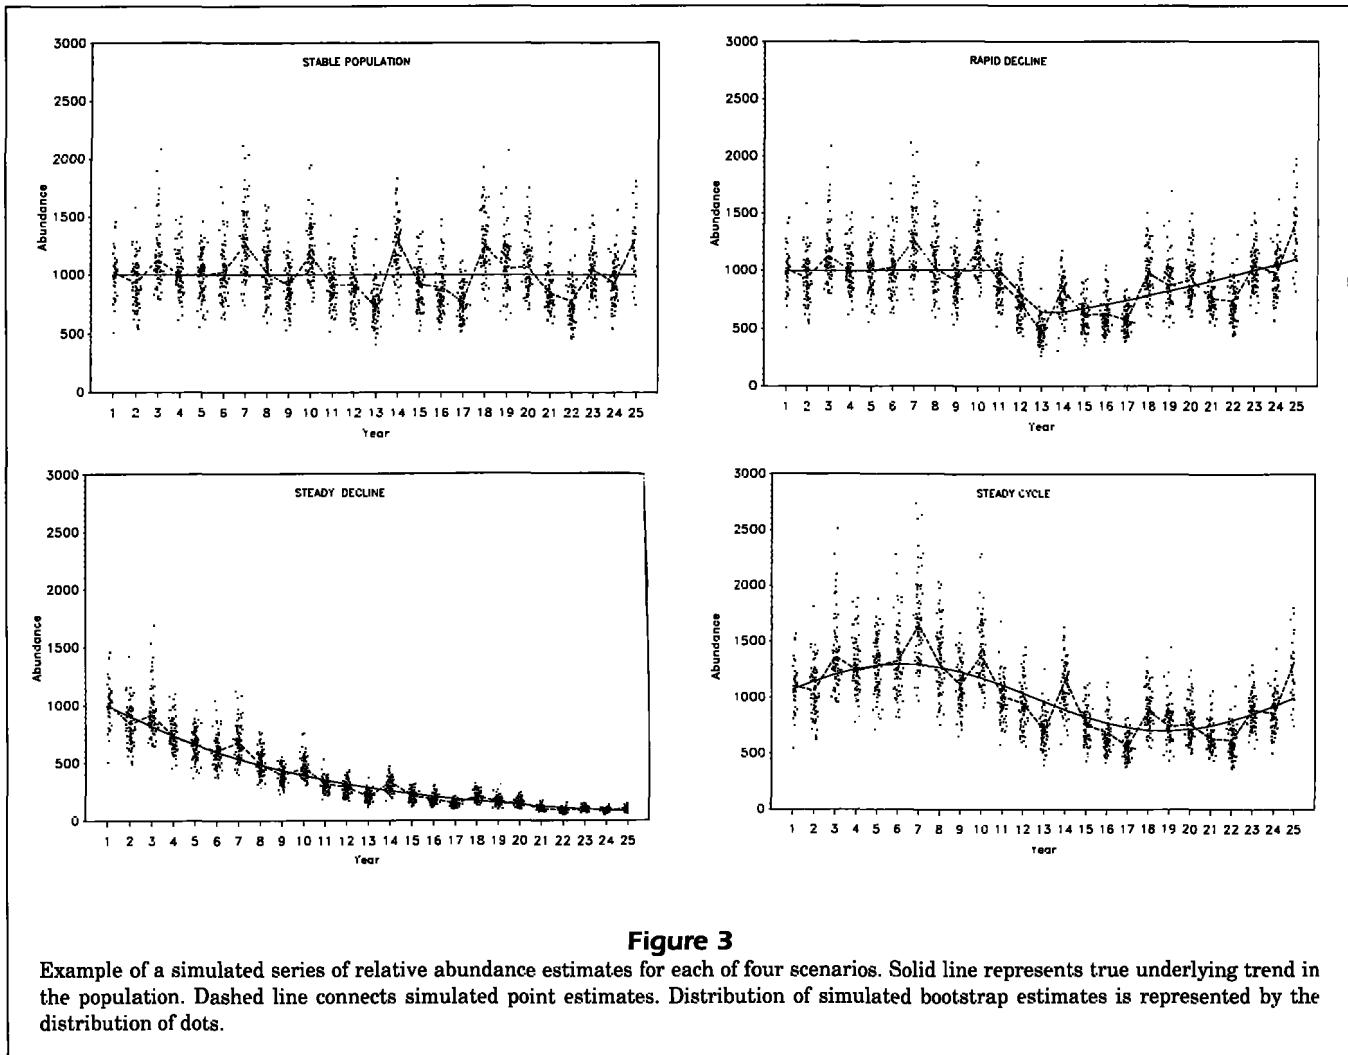 STABLE POPULATION
3000
2500
2000
1500
1000
500
0
Abundance
1 2 3 4 5 6 7 8 9 10 11 12 13 14 15 16 17 18 19 20 21 22 23 24 25
Year
RAPID DECLINE
3000
2500
2000
1500
1000
500
0
Abundance
1 2 3 4 5 6 7 8 9 10 11 12 13 14 15 16 17 18 19 20 21 22 23 24 25
Year
STEADY DECLINE
3000
2500
2000
1500
1000
500
0
Abundance
1 2 3 4 5 6 7 8 9 10 11 12 13 14 15 16 17 18 19 20 21 22 23 24 25
Year
STEADY CYCLE
3000
2500
2000
1500
1000
500
0
Abundance
1 2 3 4 5 6 7 8 9 10 11 12 13 14 15 16 17 18 19 20 21 22 23 24 25
Year
Figure 3
Example of a simulated series of relative abundance estimates for each of four scenarios. Solid line represents true underlying trend in
the population. Dashed line connects simulated point estimates. Distribution of simulated bootstrap estimates is represented by the
distribution of dots.